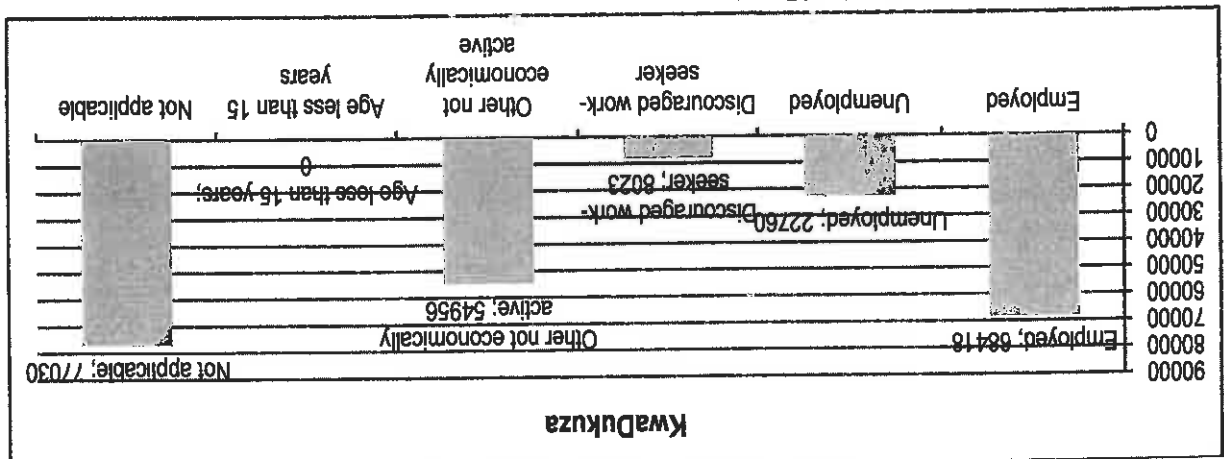 KwaDukuza
90000
80000
70000
60000
50000
40000
30000
20000
10000
0
Employed; 68418
Unemployed; 22760
Discouraged work-
seeker; 8023
Other not economically
active; 54956
Age less than 15 years;
0
Not applicable; 77030
Employed
Unemployed
Discouraged work-
seeker
Other not
economically
active
Age less than 15
years
Not applicable